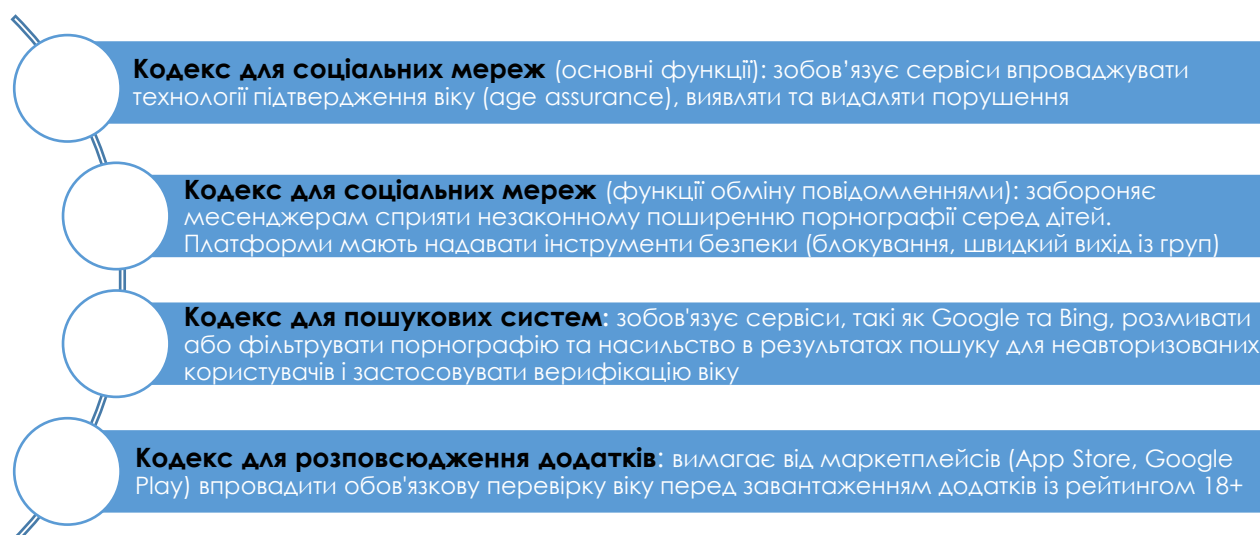 Кодекс для соціальних мереж (основні функції): зобов’язує сервіси впроваджувати
технології підтвердження віку (age assurance), виявляти та видаляти порушення
Кодекс для соціальних мереж (функції обміну повідомленнями): забороняє
месенджерам сприяти незаконному поширенню порнографії серед дітей.
Платформи мають надавати інструменти безпеки (блокування, швидкий вихід із груп)
Кодекс для пошукових систем: зобов'язує сервіси, такі як Google та Bing, розмивати
або фільтрувати порнографію та насильство в результатах пошуку для неавторизованих
користувачів і застосовувати верифікацію віку
Кодекс для розповсюдження додатків: вимагає від маркетплейсів (App Store, Google
Play) впровадити обов'язкову перевірку віку перед завантаженням додатків із рейтингом 18+